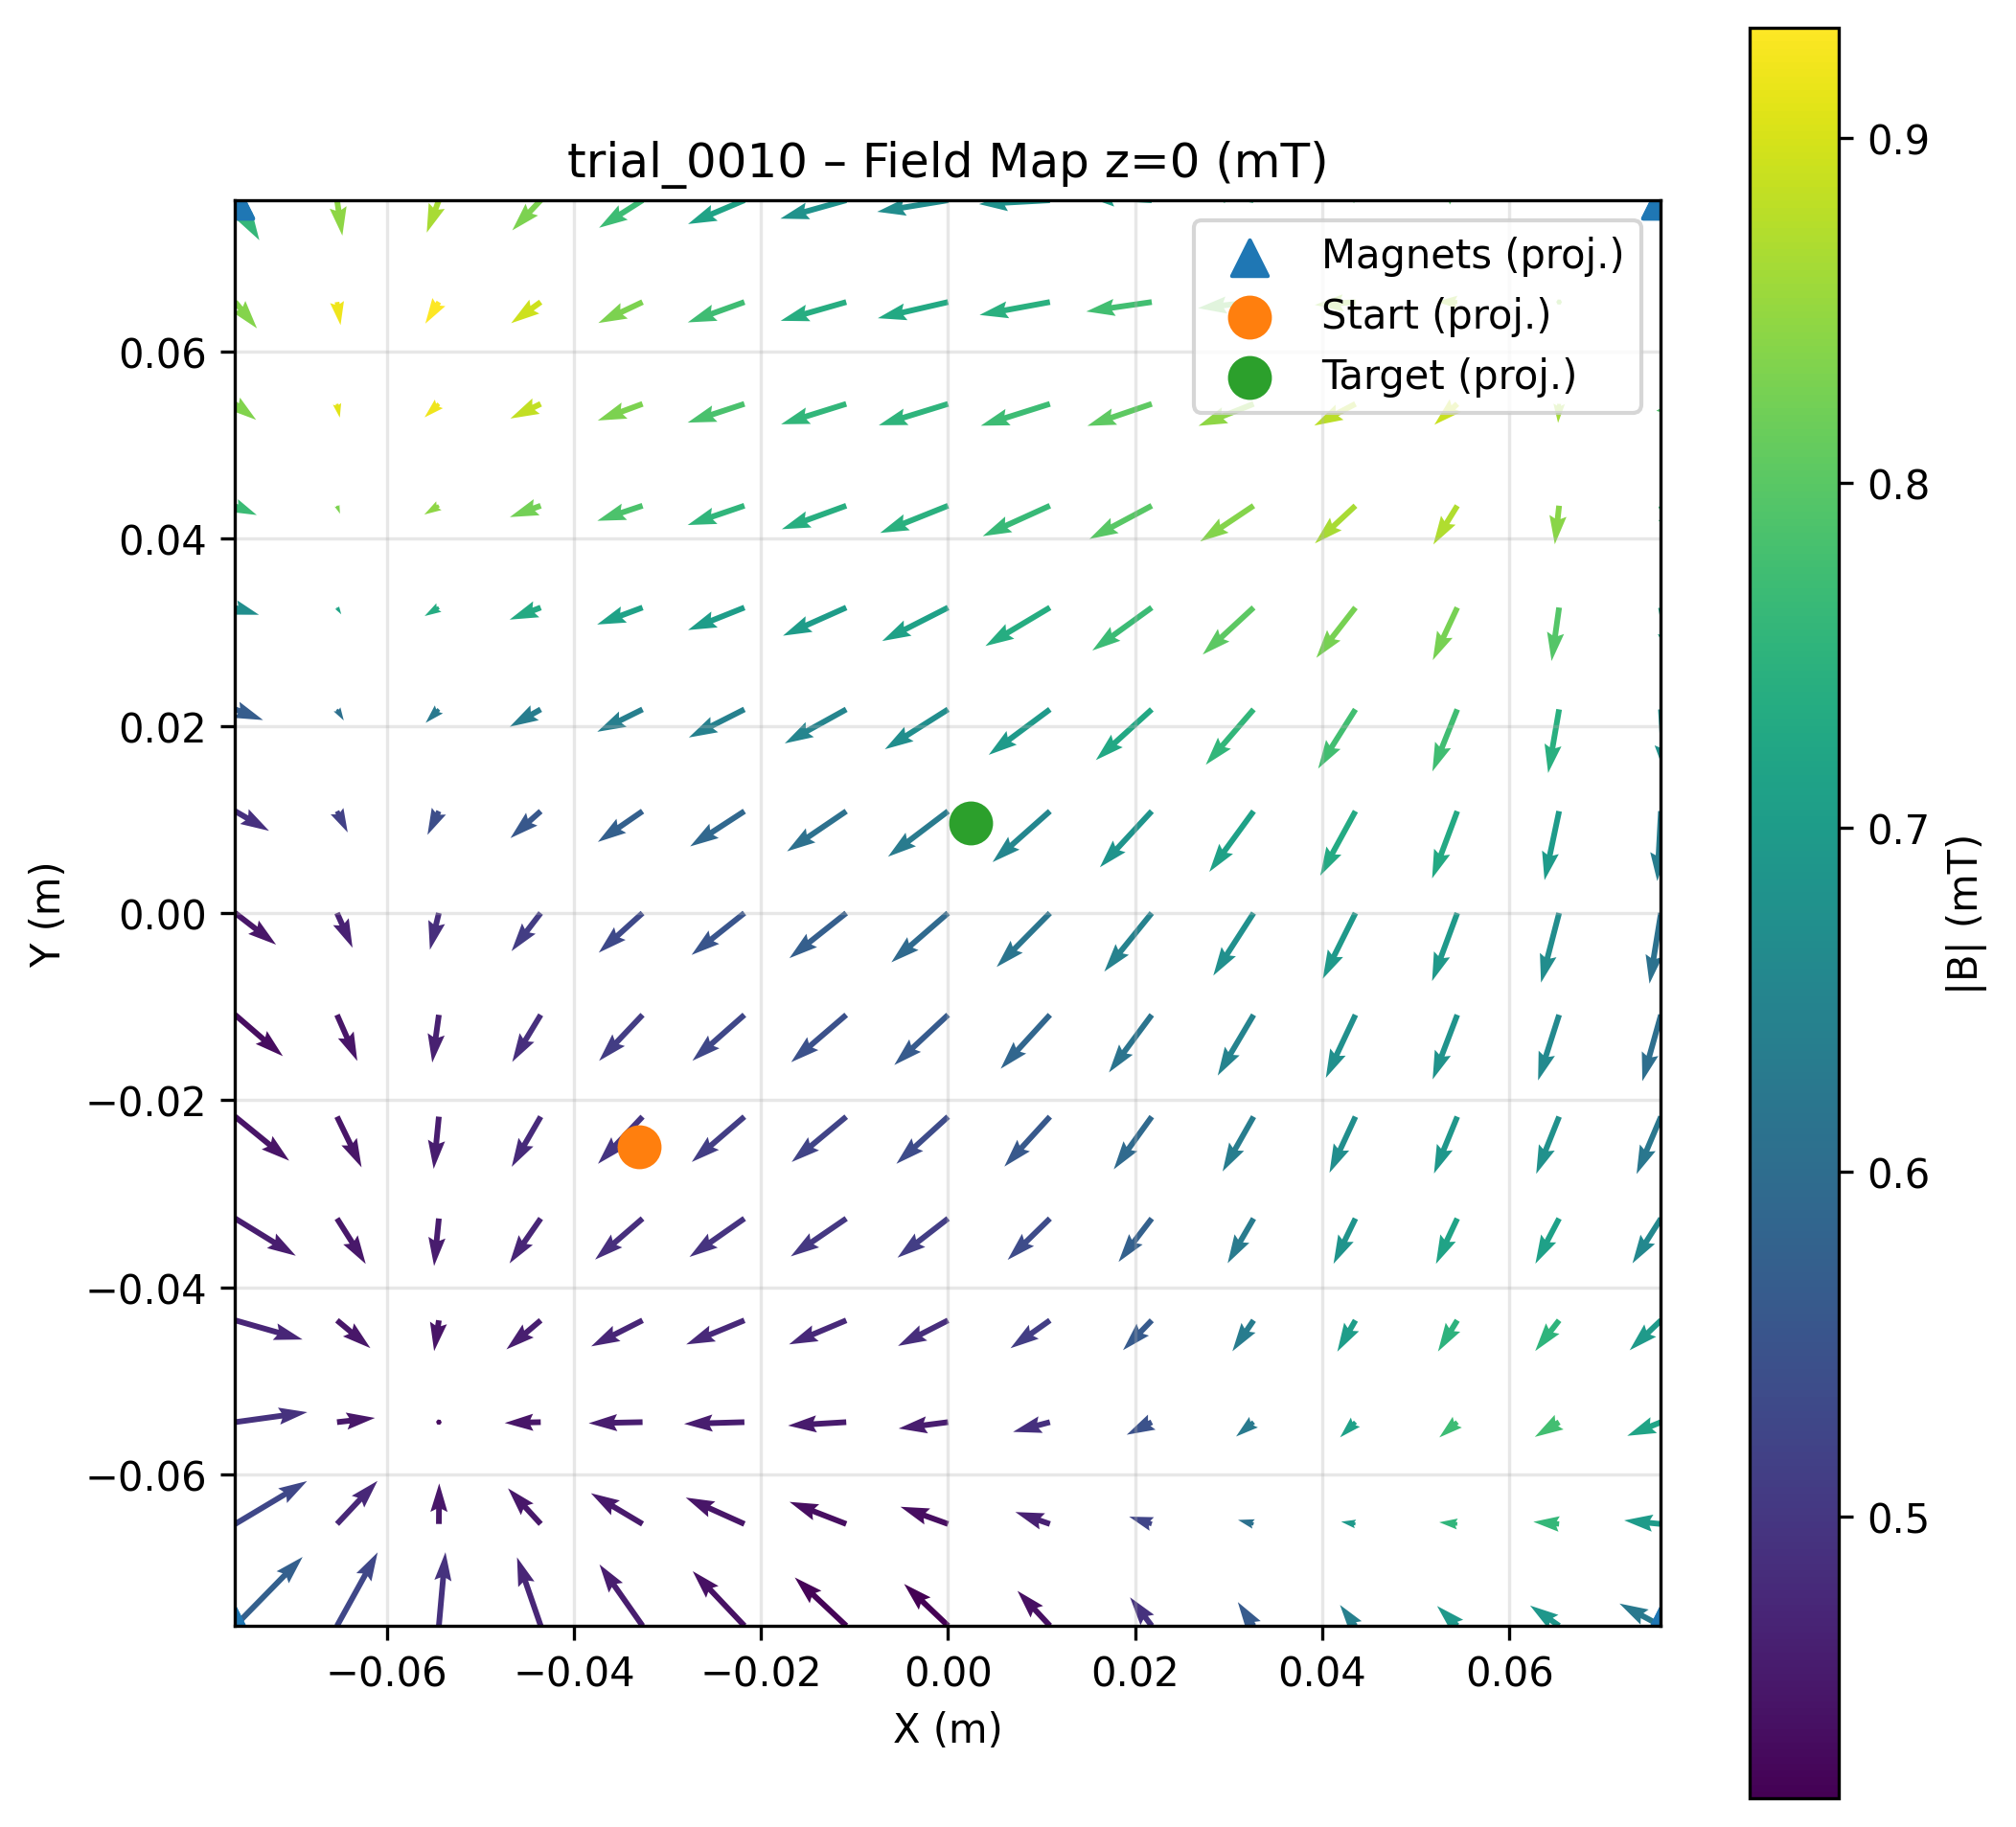 trial_0010 – Field Map z=0 (mT)
Magnets (proj.)
Start (proj.)
Target (proj.)
0.06
0.04
0.02
0.00
−0.02
−0.04
−0.06
Y (m)
−0.06
−0.04
−0.02
0.00
0.02
0.04
0.06
X (m)
0.9
0.8
0.7
0.6
0.5
|B| (mT)